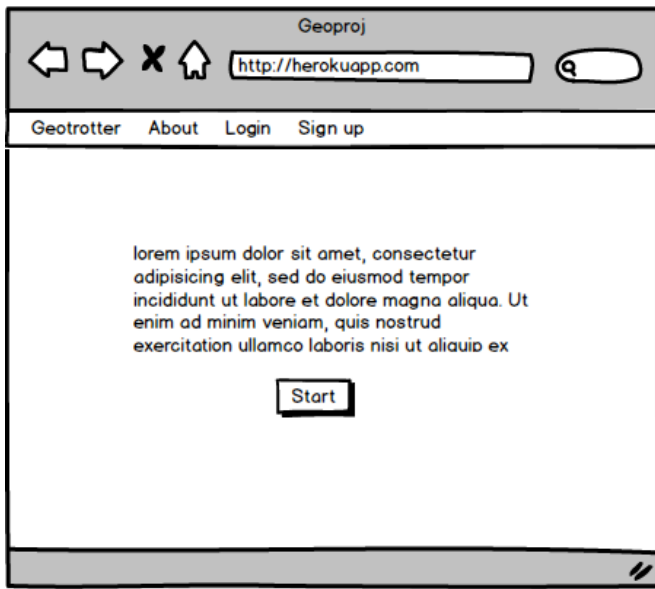 Geoproj
http://herokuapp.com
Geotrotter About Login Sign up
lorem ipsum dolor sit amet, consectetur
adipisicing elit, sed do eiusmod tempor
incididunt ut labore et dolore magna aliqua. Ut
enim ad minim veniam, quis nostrud
exercitation ullamco laboris nisi ut aliquip ex
Start